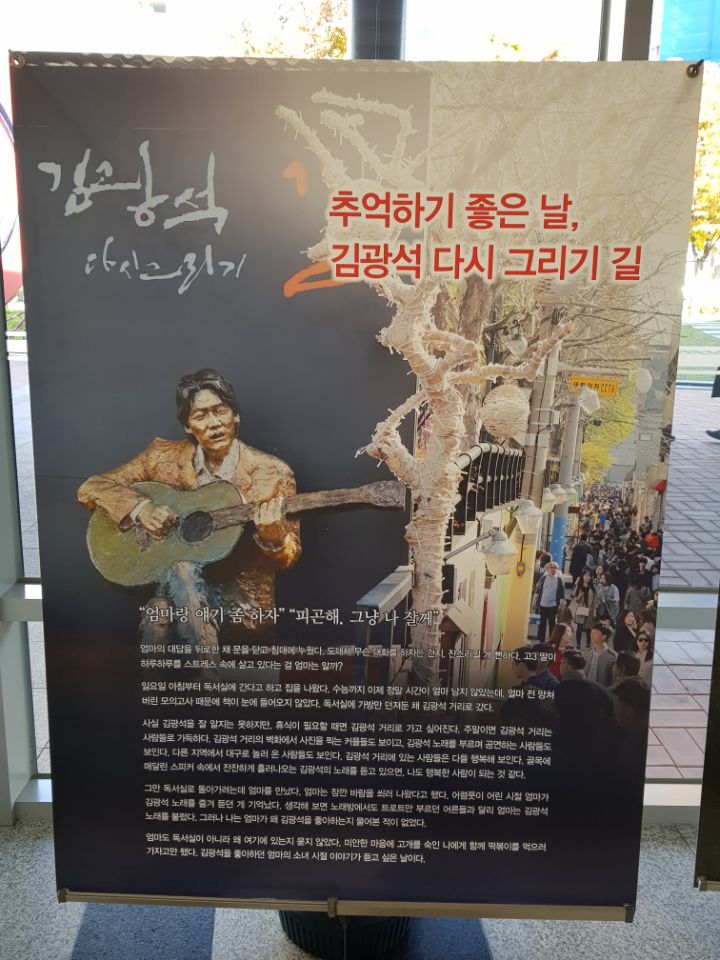 김광석
다시그리기
길
추억하기 좋은 날,
김광석 다시 그리기 길
생활안전 CCTV
“엄마랑 얘기 좀 하자” “피곤해. 그냥 나 잘게”
엄마의 대답을 뒤로한 채 문을 닫고 침대에 누웠다. 도대체 무슨 대화를 하자는 건지. 잔소리일 게 뻔하다. 고3 딸이
하루하루를 스트레스 속에 살고 있다는 걸 엄마는 알까?
일요일 아침부터 독서실에 간다고 하고 집을 나왔다. 수능까지 이제 정말 시간이 얼마 남지 않았는데, 얼마 전 망쳐
버린 모의고사 때문에 책이 눈에 들어오지 않았다. 독서실에 가방만 던져둔 채 김광석 거리로 갔다.
사실 김광석을 잘 알지는 못하지만, 휴식이 필요할 때면 김광석 거리로 가고 싶어진다. 주말이면 김광석 거리는
사람들로 가득하다. 김광석 거리의 벽화에서 사진을 찍는 커플들도 보이고, 김광석 노래를 부르며 공연하는 사람들도
보인다. 다른 지역에서 대구로 놀러 온 사람들도 보인다. 김광석 거리에 있는 사람들은 다들 행복해 보인다. 골목에
매달린 스피커 속에서 잔잔하게 흘러나오는 김광석의 노래를 듣고 있으면, 나도 행복한 사람이 되는 것 같다.
그만 독서실로 돌아가려는데 엄마를 만났다. 엄마는 잠깐 바람을 쐬러 나왔다고 했다. 어렴풋이 어린 시절 엄마가
김광석 노래를 즐겨 듣던 게 기억났다. 생각해 보면 노래방에서도 트로트만 부르던 어른들과 달리 엄마는 김광석
노래를 불렀다. 그러나 나는 엄마가 왜 김광석을 좋아하는지 물어본 적이 없었다.
엄마도 독서실이 아니라 왜 여기에 있는지 묻지 않았다. 미안한 마음에 고개를 숙인 나에게 함께 떡볶이를 먹으러
가자고만 했다. 김광석을 좋아하던 엄마의 소녀 시절 이야기가 듣고 싶은 날이다.